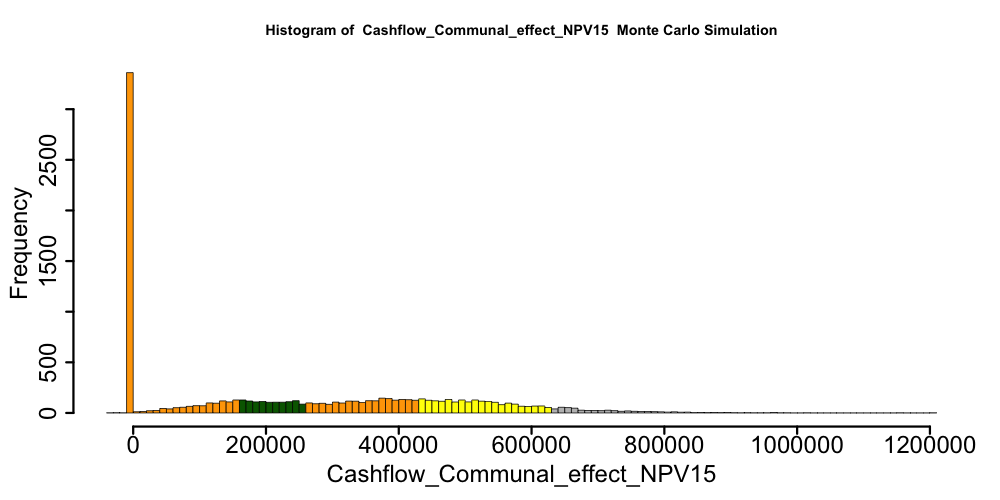 Histogram of  Cashflow_Communal_effect_NPV15  Monte Carlo Simulation
Frequency
2500
1500
500
0
0 200000 400000 600000 800000 1000000 1200000
Cashflow_Communal_effect_NPV15